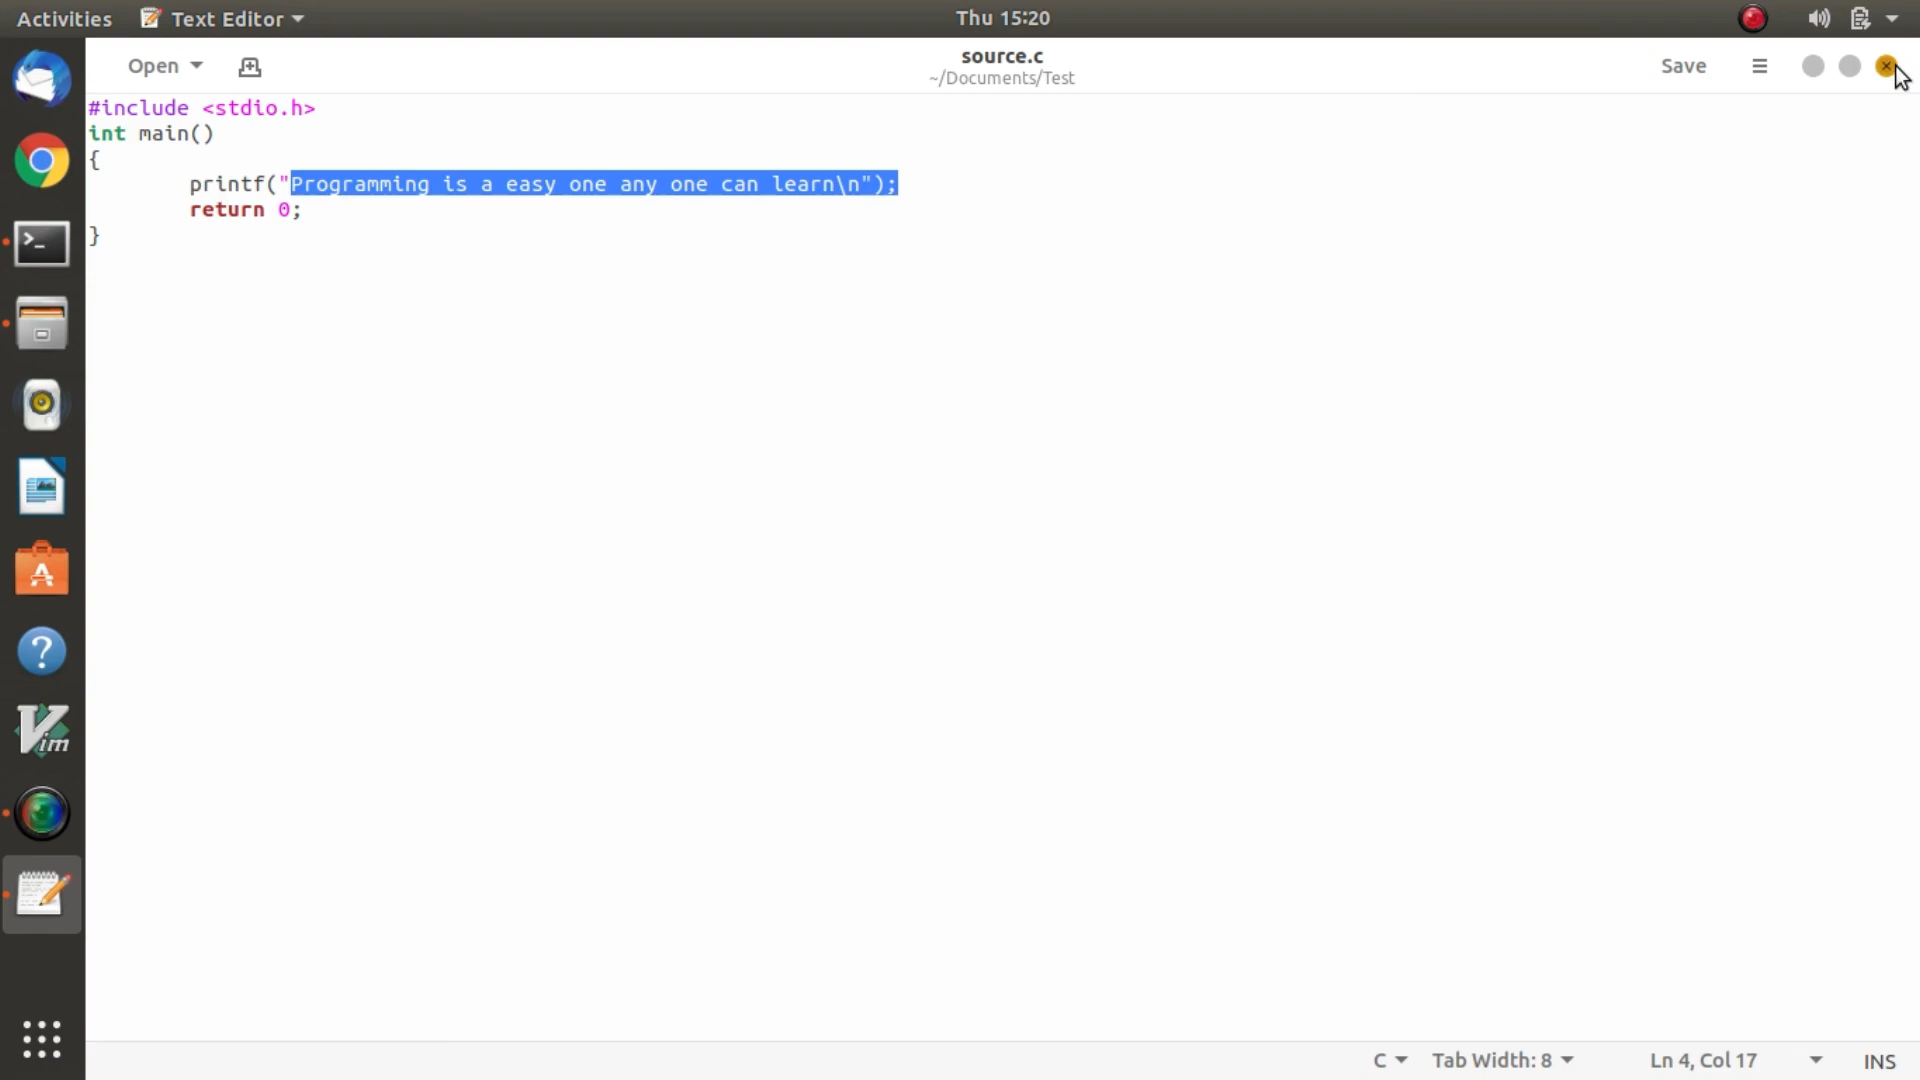 Activities Text Editor Thu 15:20
Open source.c Save
~/Documents/Test
#include <stdio.h>
int main()
{
printf("Programming is a easy one any one can learn\n");
return 0;
}
>_
A
?
Vim
C Tab Width: 8 Ln 4, Col 17 INS